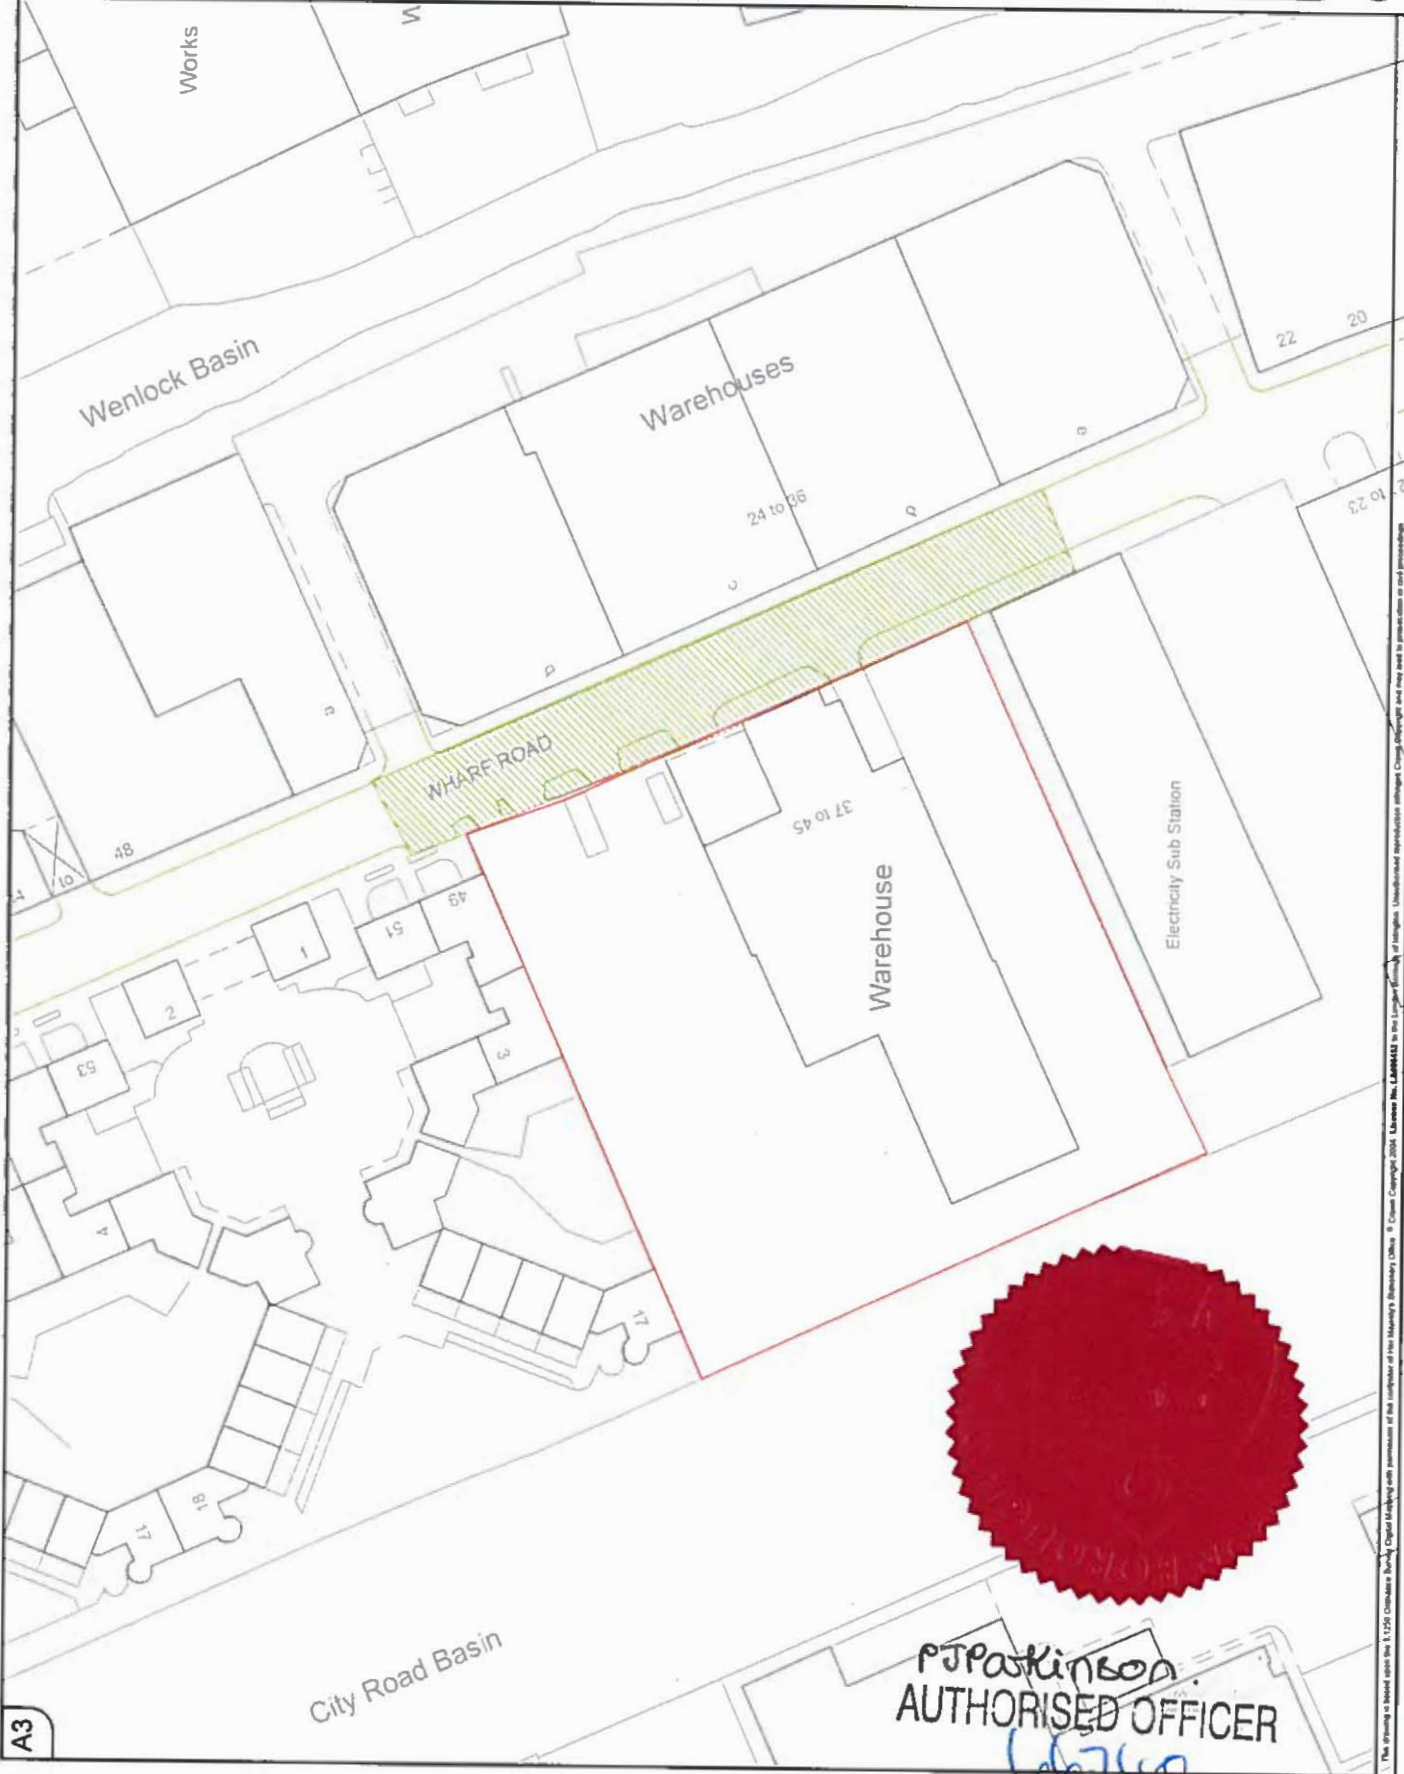 Works
W
Wenlock Basin
Warehouses
22
20
24 to 36
WHARF ROAD
48
49
51
1
2
53
3
4
37 to 45
Warehouse
Electricity Sub Station
17
17
18
City Road Basin
A3
PJParkinson.
AUTHORISED OFFICER